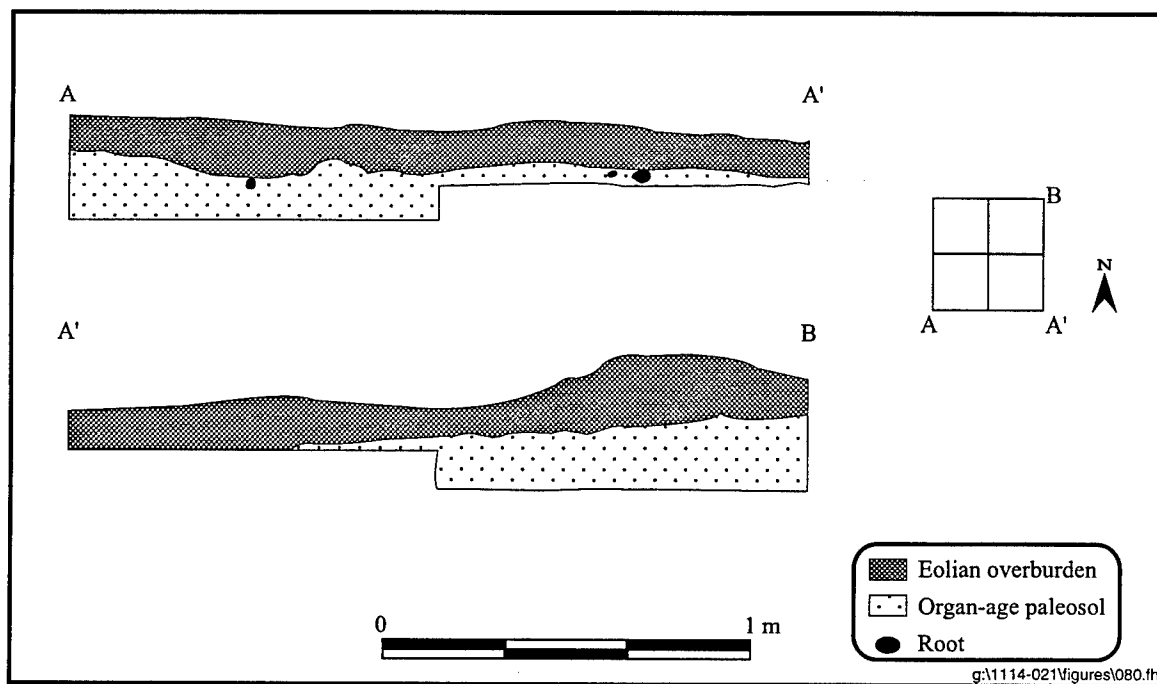 A A'
B
N
A A'
A' B
Eolian overburden
Organ-age paleosol
0 1 m
Root
g:\1114-021\figures\080.fh